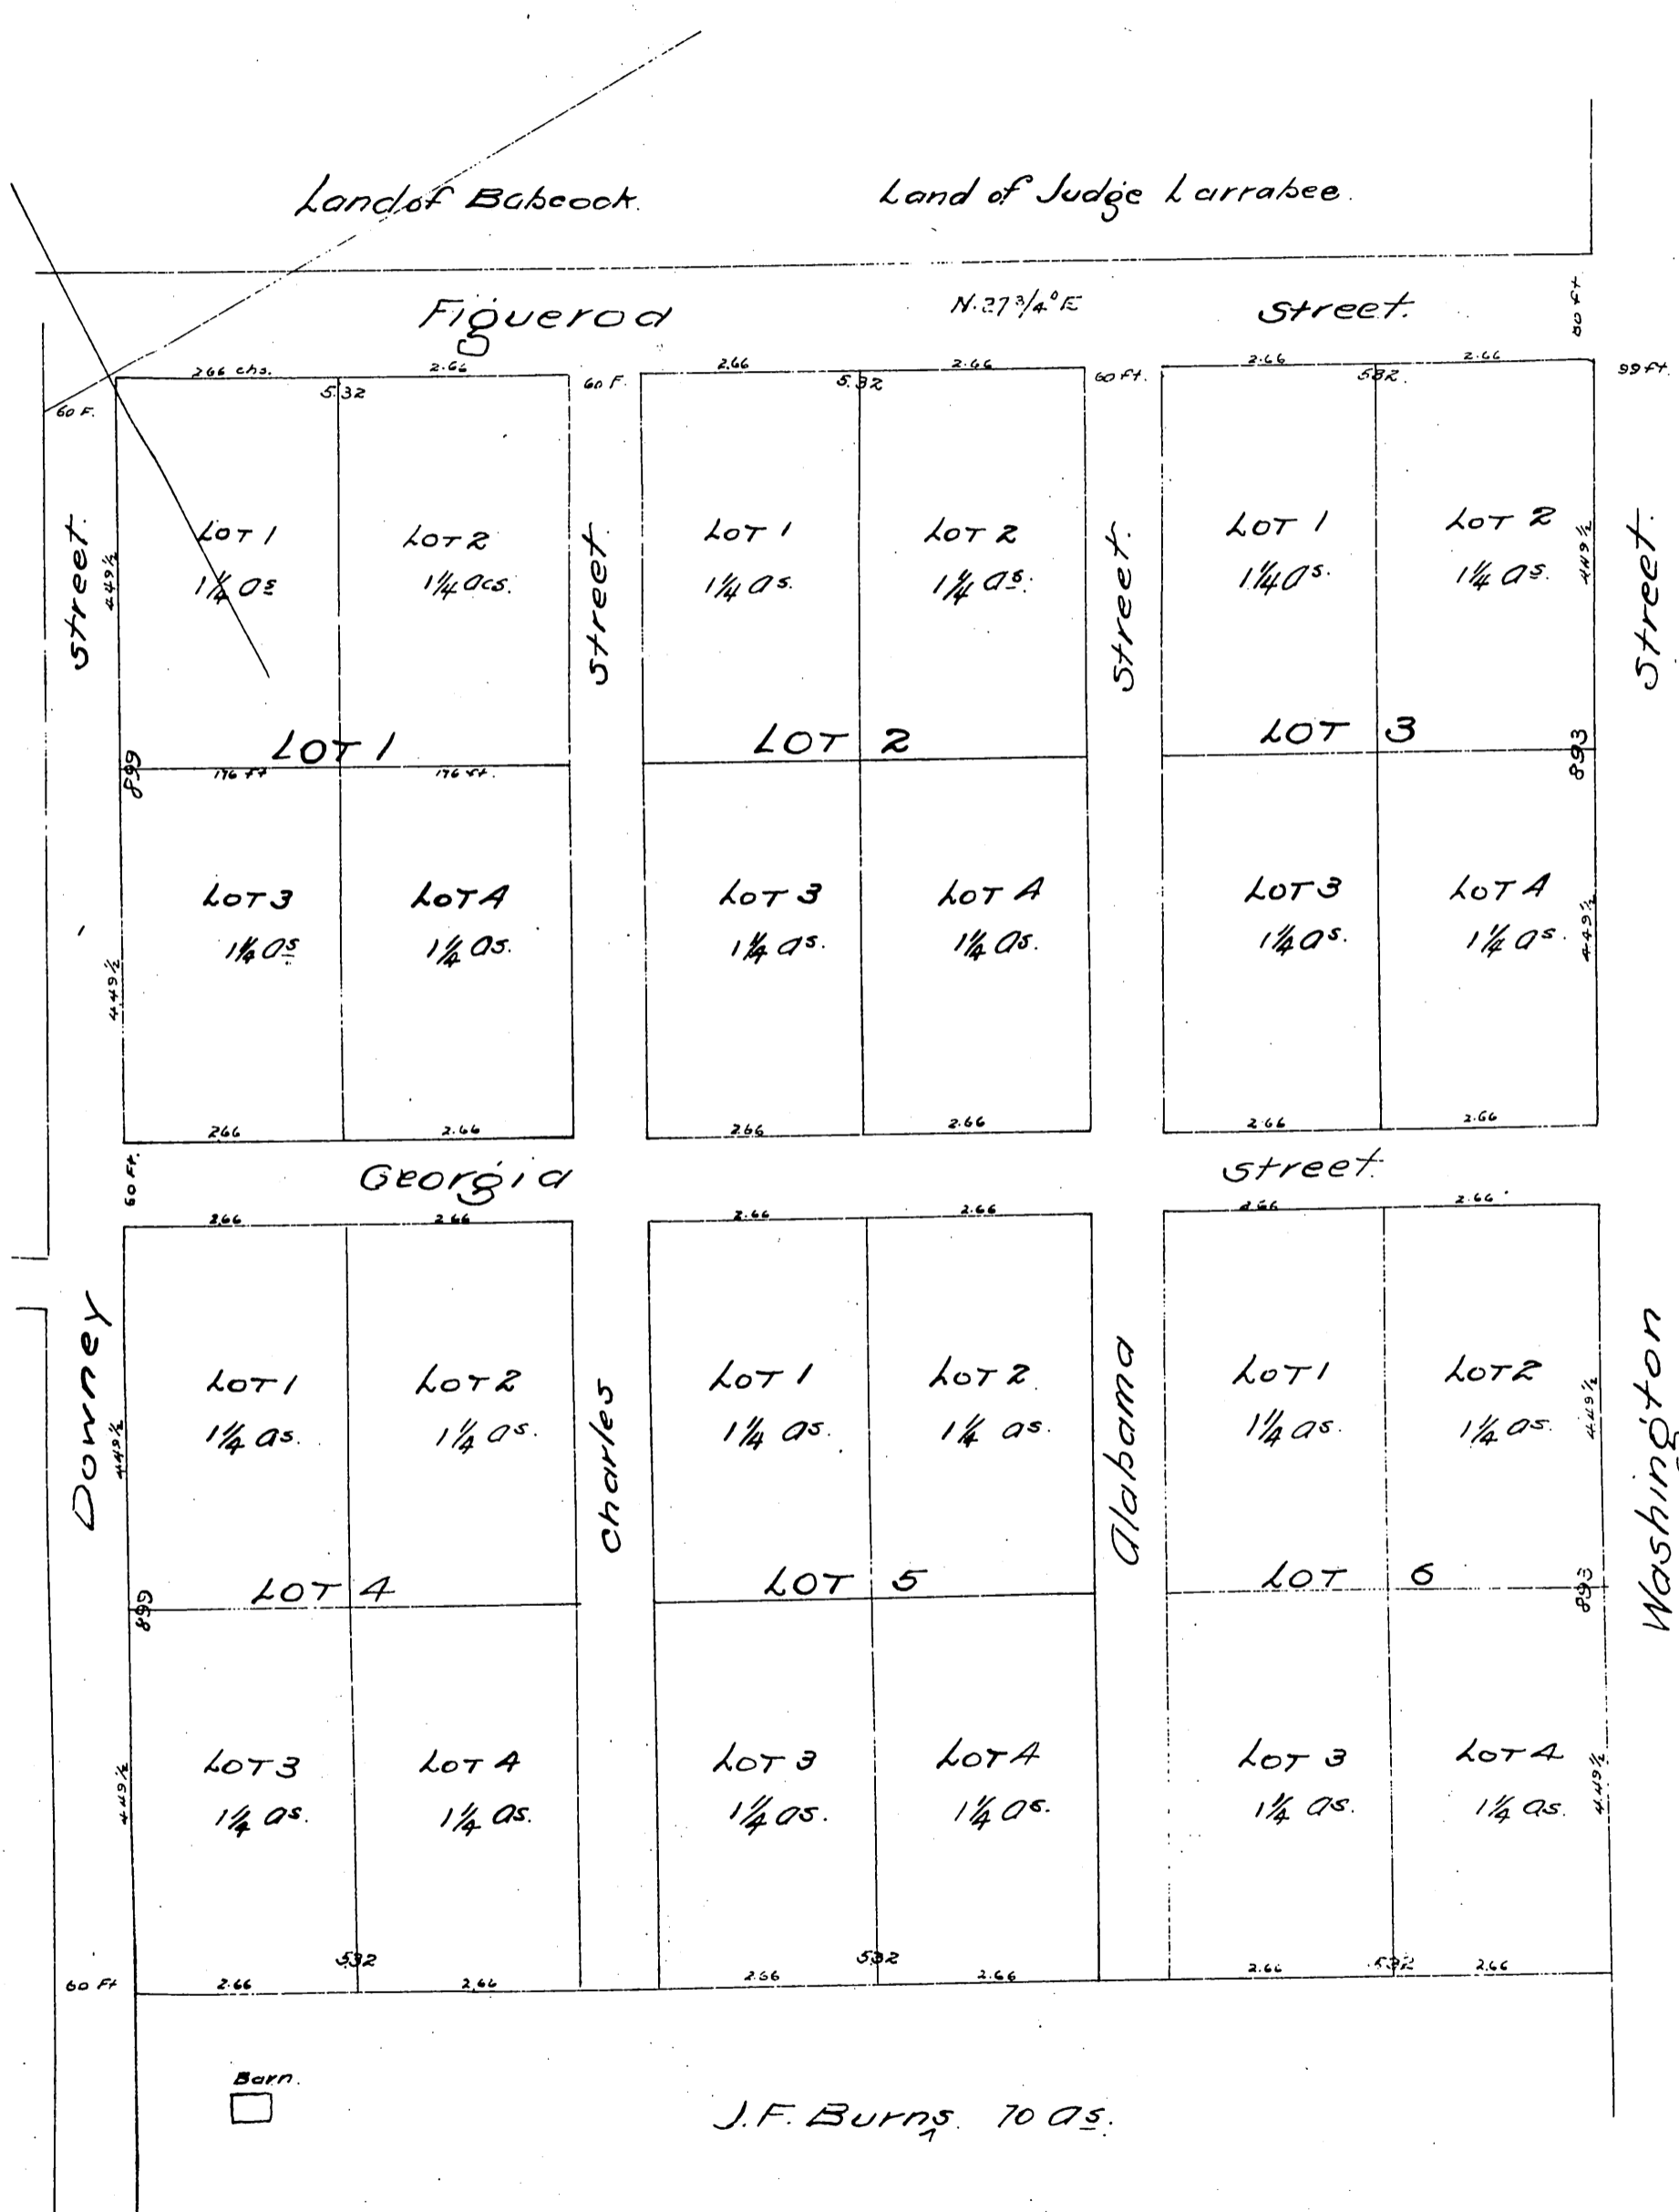 Land of Babcock. Land of Judge Larrabee.
Figueroa N.27 3/4° E street. 80 ft
266 chs. 2.66 2.66 2.66 2.66 2.66
60 F. 5.32 60 F. 5.32 60 ft. 532. 99 ft.
street. street. street. street.
LOT 1 LOT 2 LOT 1 LOT 2 LOT 1 LOT 2
449½ 1¼ as 1¼ acs. 1¼ as. 1¼ as. 1¼ as. 1¼ as. 449½
LOT 1 LOT 2 LOT 3
899 176 ft 176 ft. 893
LOT 3 LOT 4 LOT 3 LOT 4 LOT 3 LOT 4
449½ 1¼ as 1¼ as. 1¼ as. 1¼ as. 1¼ as. 1¼ as. 449½
266 2.66 2.66 2.66 2.66 2.66
60 Ft. Georgia street.
2.66 2.66 2.66 2.66 2.66 2.66
Downey Charles Alabama Washington
LOT 1 LOT 2 LOT 1 LOT 2. LOT 1 LOT 2
449½ 1¼ as. 1¼ as. 1¼ as. 1¼ as. 1¼ as. 1¼ as. 449½
LOT 4 LOT 5 LOT 6
899 893
LOT 3 LOT 4 LOT 3 LOT 4 LOT 3 LOT 4
449½ 1¼ as. 1¼ as. 1¼ as. 1¼ as. 1¼ as. 1¼ as. 449½
532 532 532
60 Ft 2.66 2.66 2.66 2.66 2.66 2.66
Barn.
J.F. Burns. 70 as.